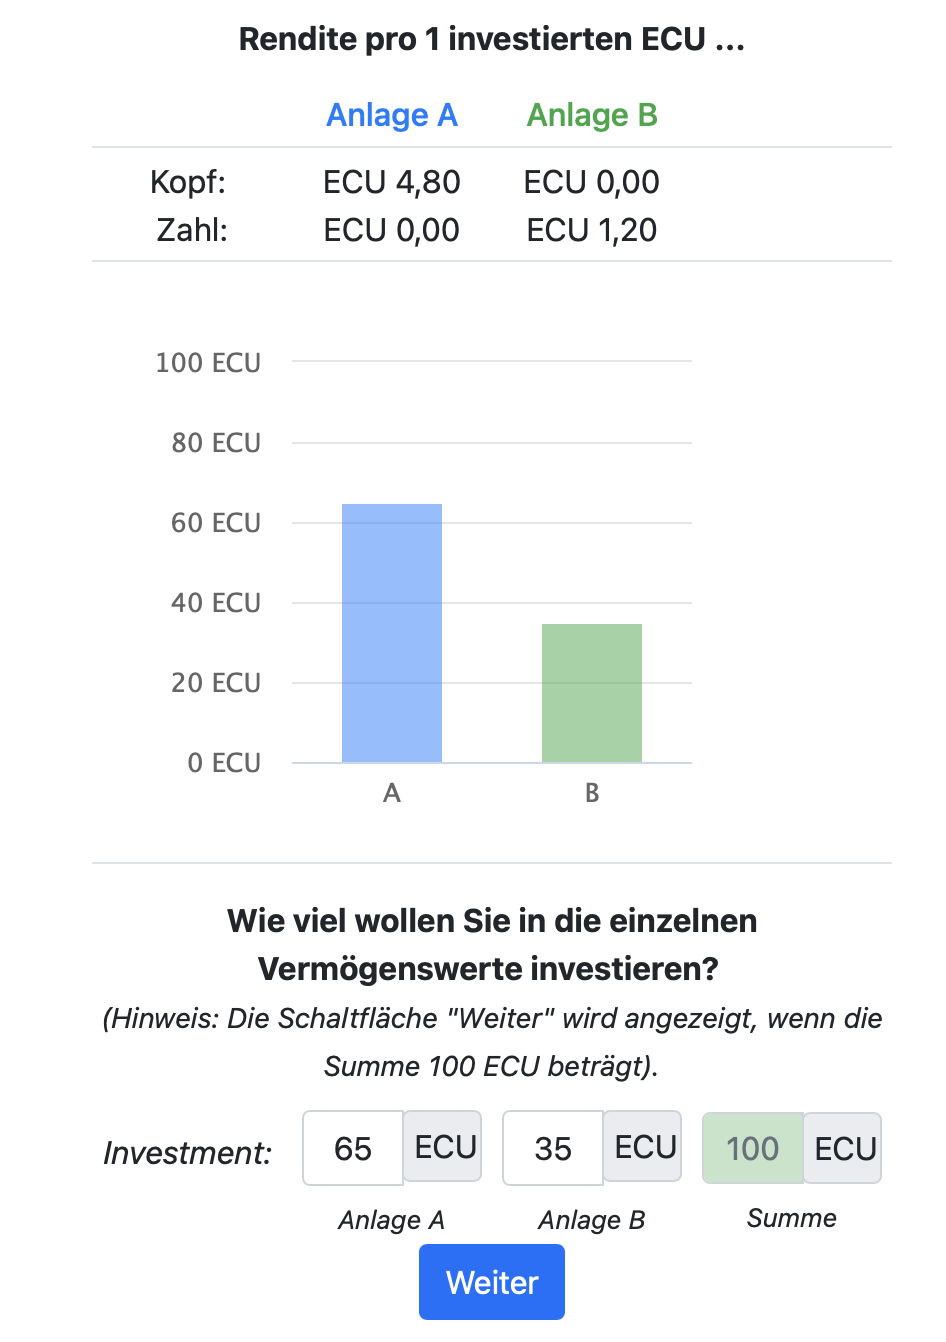 Rendite pro 1 investierten ECU ...
Anlage A Anlage B
Kopf: ECU 4,80 ECU 0,00
Zahl: ECU 0,00 ECU 1,20
100 ECU
80 ECU
60 ECU
40 ECU
20 ECU
0 ECU
A B
Wie viel wollen Sie in die einzelnen
Vermögenswerte investieren?
(Hinweis: Die Schaltfläche "Weiter" wird angezeigt, wenn die
Summe 100 ECU beträgt).
Investment: 65 ECU 35 ECU 100 ECU
Anlage A Anlage B Summe
Weiter